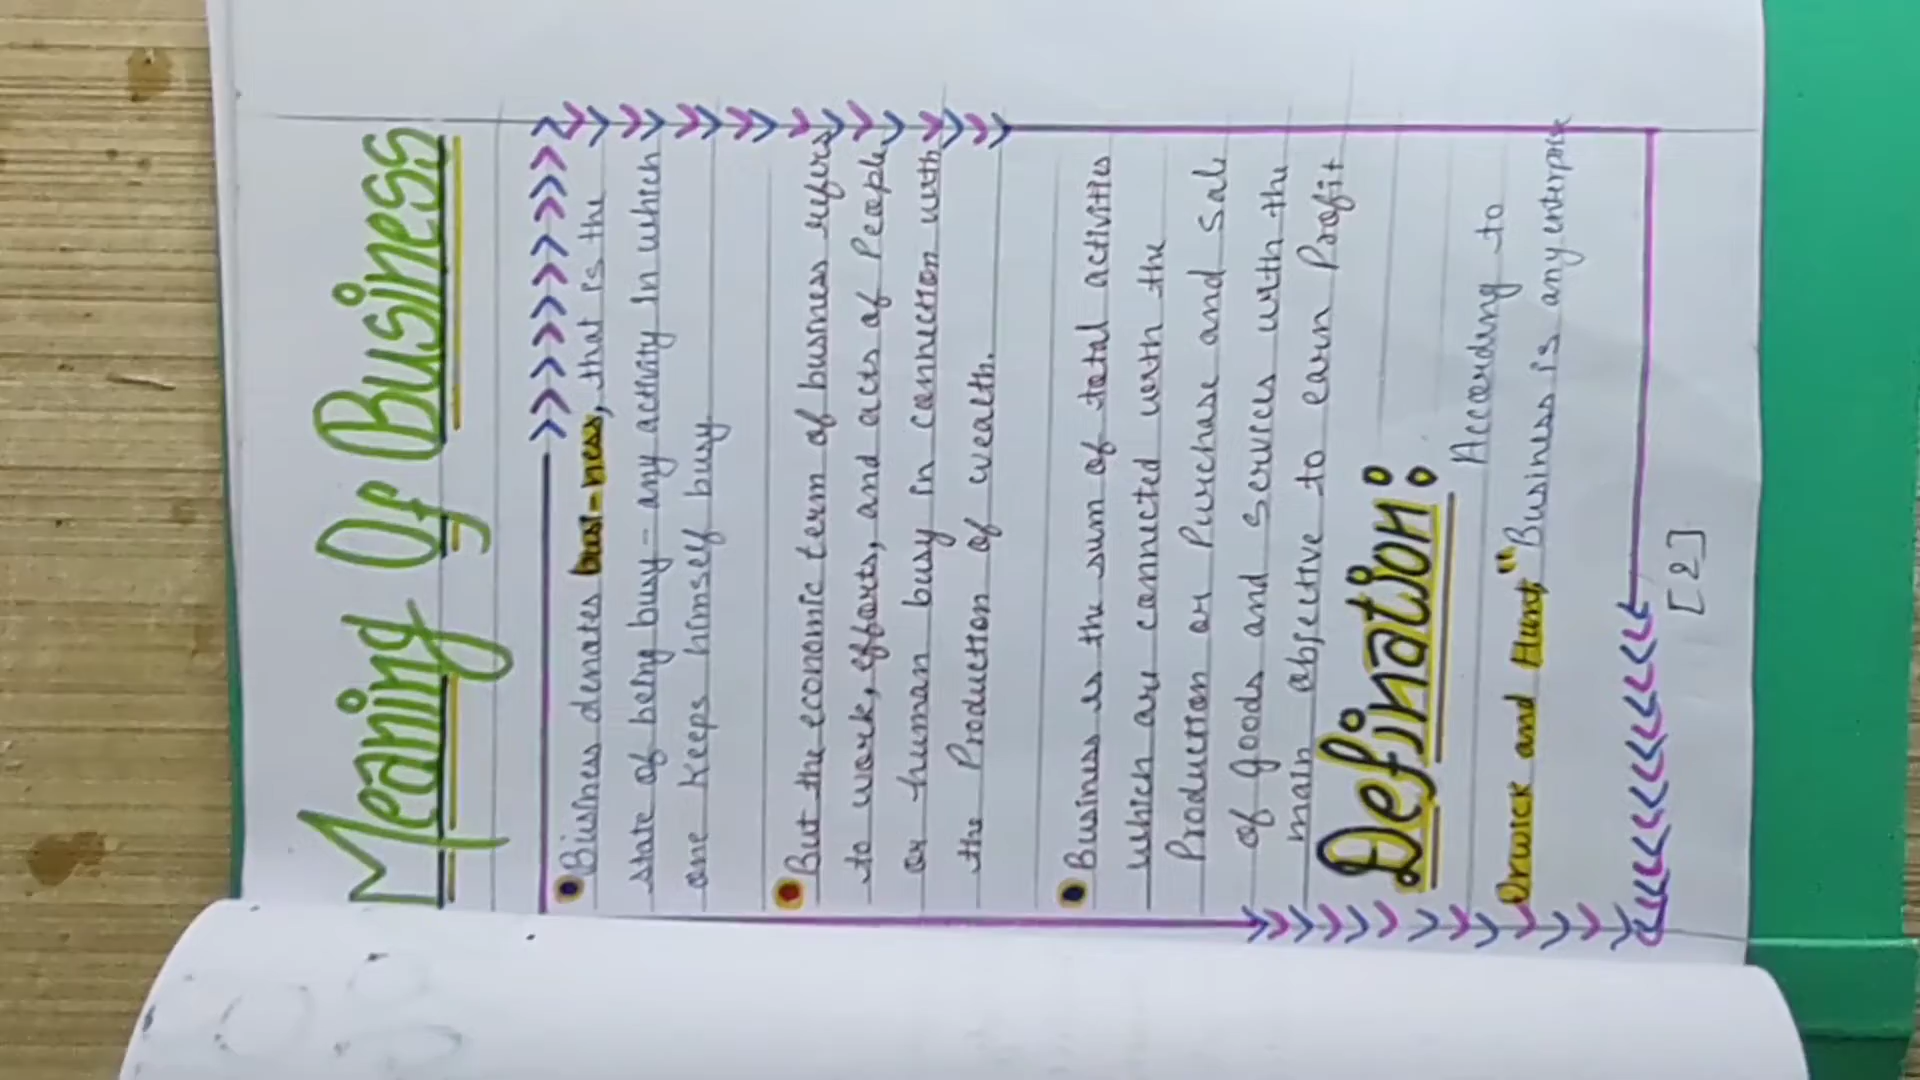 Meaning Of Business
Business denotes busi-ness, that is the
state of being busy- any activity in which
one keeps himself busy.
But the economic term of business refers
to work, efforts, and acts of People
or human busy in connection with
the Production of wealth.
Business is the sum of total activities
which are connected with the
Production or Purchase and Sale
of goods and services with the
main objective to earn Profit
Defination:
According to
Urwick and Hunt, "Business is any enterprise
[2]